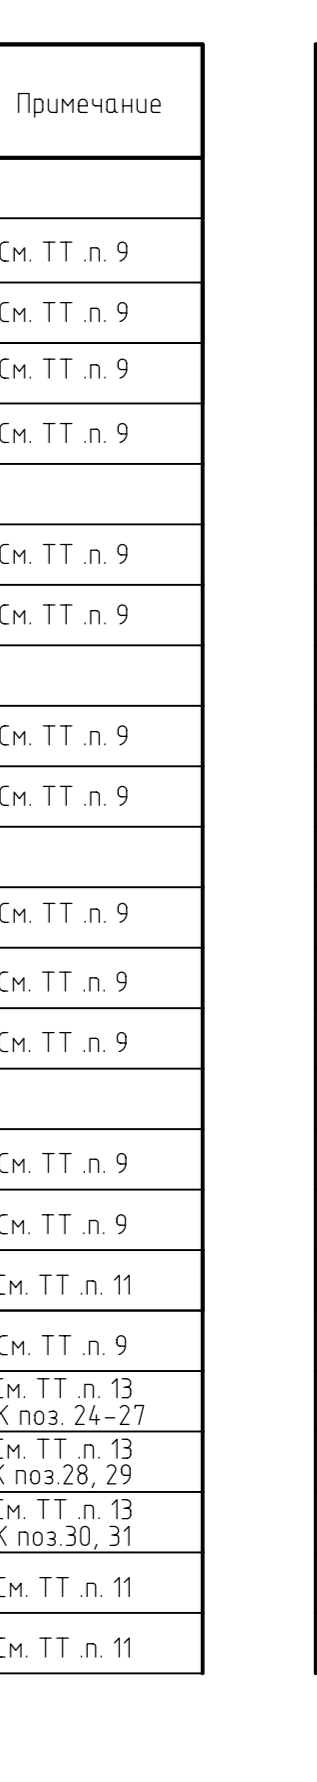 Примечание
См. ТТ .п. 9
См. ТТ .п. 9
См. ТТ .п. 9
См. ТТ .п. 9
См. ТТ .п. 9
См. ТТ .п. 9
См. ТТ .п. 9
См. ТТ .п. 9
См. ТТ .п. 9
См. ТТ .п. 9
См. ТТ .п. 9
См. ТТ .п. 9
См. ТТ .п. 9
См. ТТ .п. 11
См. ТТ .п. 9
См. ТТ .п. 13
К поз. 24-27
См. ТТ .п. 13
К поз.28, 29
См. ТТ .п. 13
К поз.30, 31
См. ТТ .п. 11
См. ТТ .п. 11